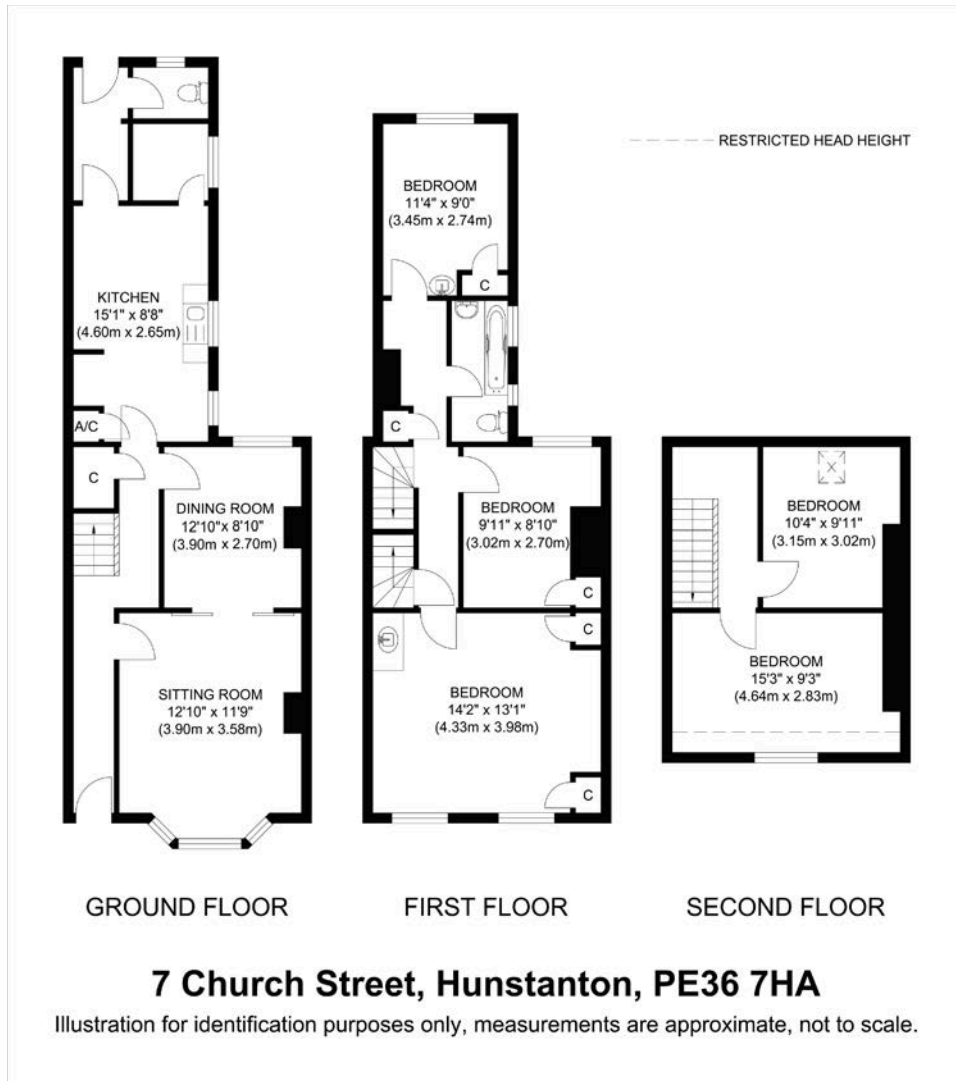 RESTRICTED HEAD HEIGHT
KITCHEN
15'1" x 8'8"
(4.60m x 2.65m)
A/C
C
DINING ROOM
12'10" x 8'10"
(3.90m x 2.70m)
SITTING ROOM
12'10" x 11'9"
(3.90m x 3.58m)
BEDROOM
11'4" x 9'0"
(3.45m x 2.74m)
C
C
BEDROOM
9'11" x 8'10"
(3.02m x 2.70m)
C
C
BEDROOM
14'2" x 13'1"
(4.33m x 3.98m)
C
BEDROOM
10'4" x 9'11"
(3.15m x 3.02m)
BEDROOM
15'3" x 9'3"
(4.64m x 2.83m)
GROUND FLOOR
FIRST FLOOR
SECOND FLOOR
7 Church Street, Hunstanton, PE36 7HA
Illustration for identification purposes only, measurements are approximate, not to scale.